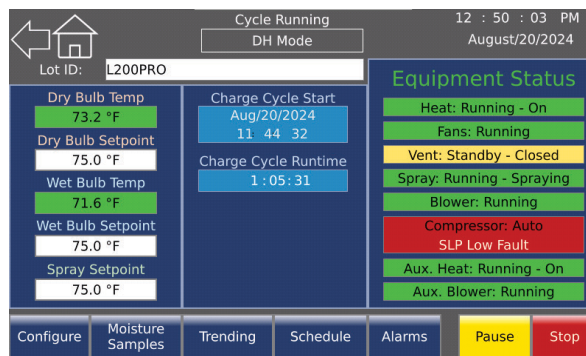 Cycle Running
12 : 50 : 03 PM
DH Mode
August/20/2024
Lot ID: L200PRO
Dry Bulb Temp
73.2 °F
Dry Bulb Setpoint
75.0 °F
Wet Bulb Temp
71.6 °F
Wet Bulb Setpoint
75.0 °F
Spray Setpoint
75.0 °F
Charge Cycle Start
Aug/20/2024
11 44 32
Charge Cycle Runtime
1 : 05 : 31
Equipment Status
Heat: Running - On
Fans: Running
Vent: Standby - Closed
Spray: Running - Spraying
Blower: Running
Compressor: Auto
SLP Low Fault
Aux. Heat: Running - On
Aux. Blower: Running
Configure
Moisture
Samples
Trending
Schedule
Alarms
Pause
Stop